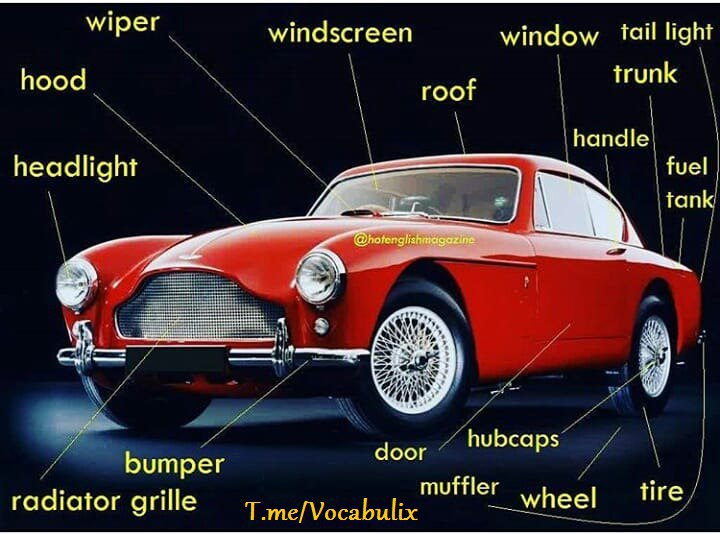 wiper
windscreen
window
tail light
hood
roof
trunk
handle
headlight
fuel
tank
@hotenglishmagazine
door
hubcaps
bumper
muffler
wheel
tire
radiator grille
T.me/Vocabulix